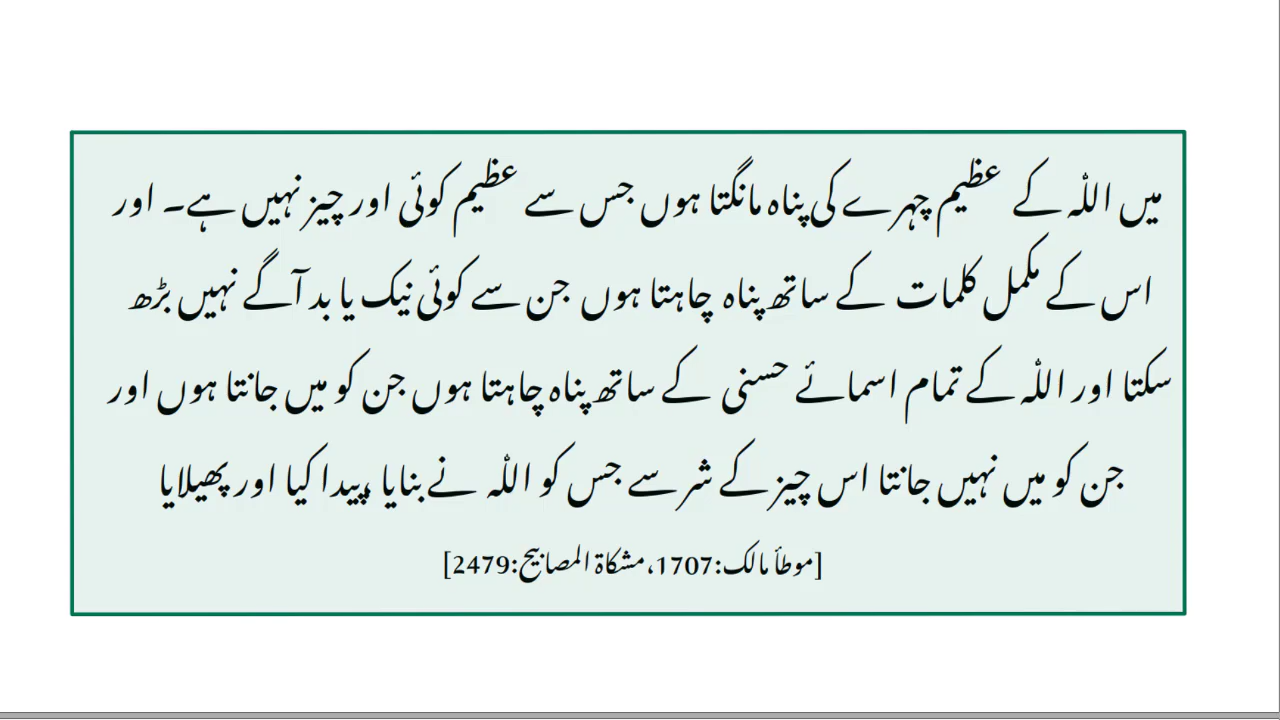 میں اللہ کے عظیم چہرے کی پناہ مانگتا ہوں جس سے عظیم کوئی اور چیز نہیں ہے۔ اور
اس کے مکمل کلمات کے ساتھ پناہ چاہتا ہوں جن سے کوئی نیک یا بد آگے نہیں بڑھ
سکتا اور اللہ کے تمام اسمائے حسنی کے ساتھ پناہ چاہتا ہوں جن کو میں جانتا ہوں اور
جن کو میں نہیں جانتا اس چیز کے شر سے جس کو اللہ نے بنایا ,پیدا کیا اور پھیلایا
[موطأ مالک:1707،مشکاۃ المصابیح:2479]